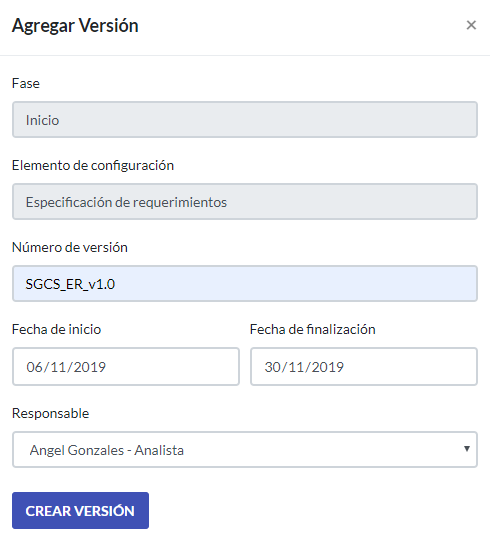 Agregar Versión ×
Fase
Inicio
Elemento de configuración
Especificación de requerimientos
Número de versión
SGCS_ER_v1.0
Fecha de inicio Fecha de finalización
06/11/2019 30/11/2019
Responsable
Angel Gonzales - Analista
CREAR VERSIÓN